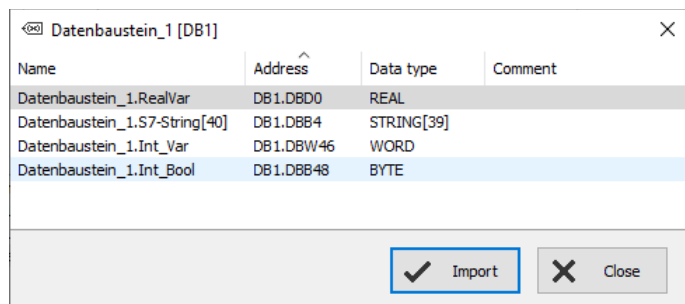 Datenbaustein_1 [DB1]
Name Address Data type Comment
Datenbaustein_1.RealVar DB1.DBD0 REAL
Datenbaustein_1.S7-String[40] DB1.DBB4 STRING[39]
Datenbaustein_1.Int_Var DB1.DBW46 WORD
Datenbaustein_1.Int_Bool DB1.DBB48 BYTE
Import Close